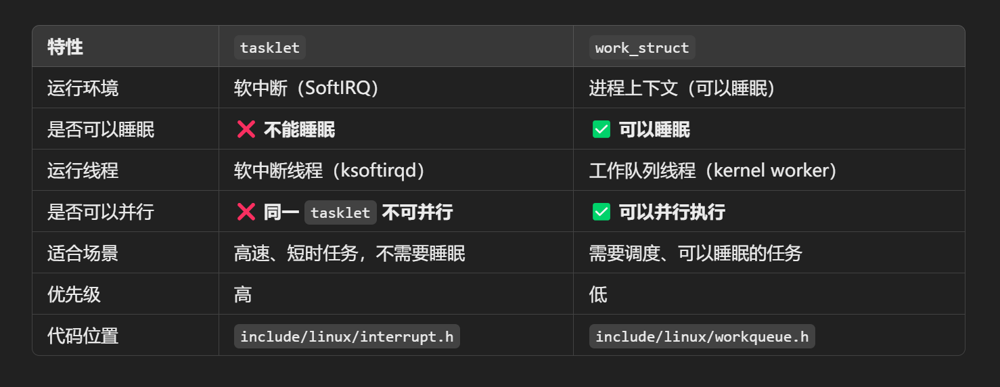 特性 tasklet work_struct
运行环境 软中断（SoftIRQ） 进程上下文（可以睡眠）
是否可以睡眠 ❌ 不能睡眠 ✅ 可以睡眠
运行线程 软中断线程（ksoftirqd） 工作队列线程（kernel worker）
是否可以并行 ❌ 同一 tasklet 不可并行 ✅ 可以并行执行
适合场景 高速、短时任务，不需要睡眠 需要调度、可以睡眠的任务
优先级 高 低
代码位置 include/linux/interrupt.h include/linux/workqueue.h